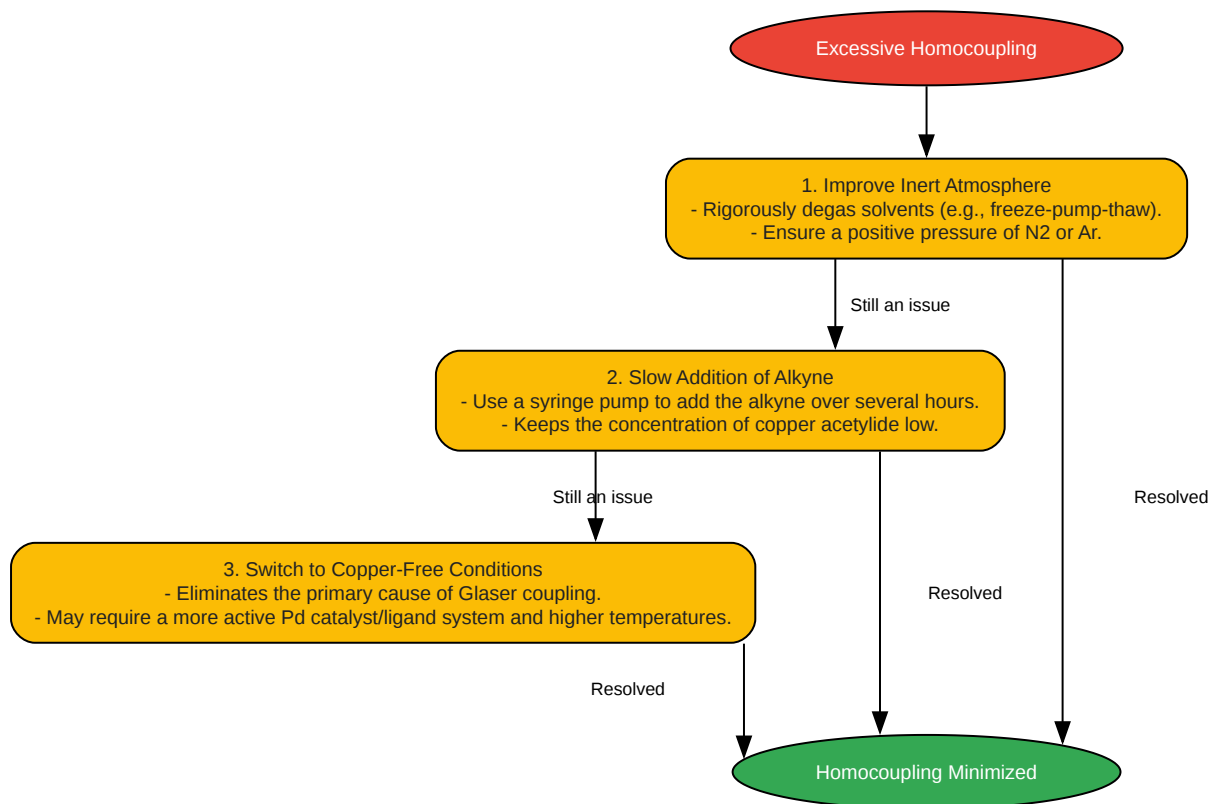 Excessive Homocoupling
1. Improve Inert Atmosphere
- Rigorously degas solvents (e.g., freeze-pump-thaw).
- Ensure a positive pressure of N2 or Ar.
Still an issue
2. Slow Addition of Alkyne
- Use a syringe pump to add the alkyne over several hours.
- Keeps the concentration of copper acetylide low.
Still an issue
Resolved
3. Switch to Copper-Free Conditions
- Eliminates the primary cause of Glaser coupling.
- May require a more active Pd catalyst/ligand system and higher temperatures.
Resolved
Resolved
Homocoupling Minimized